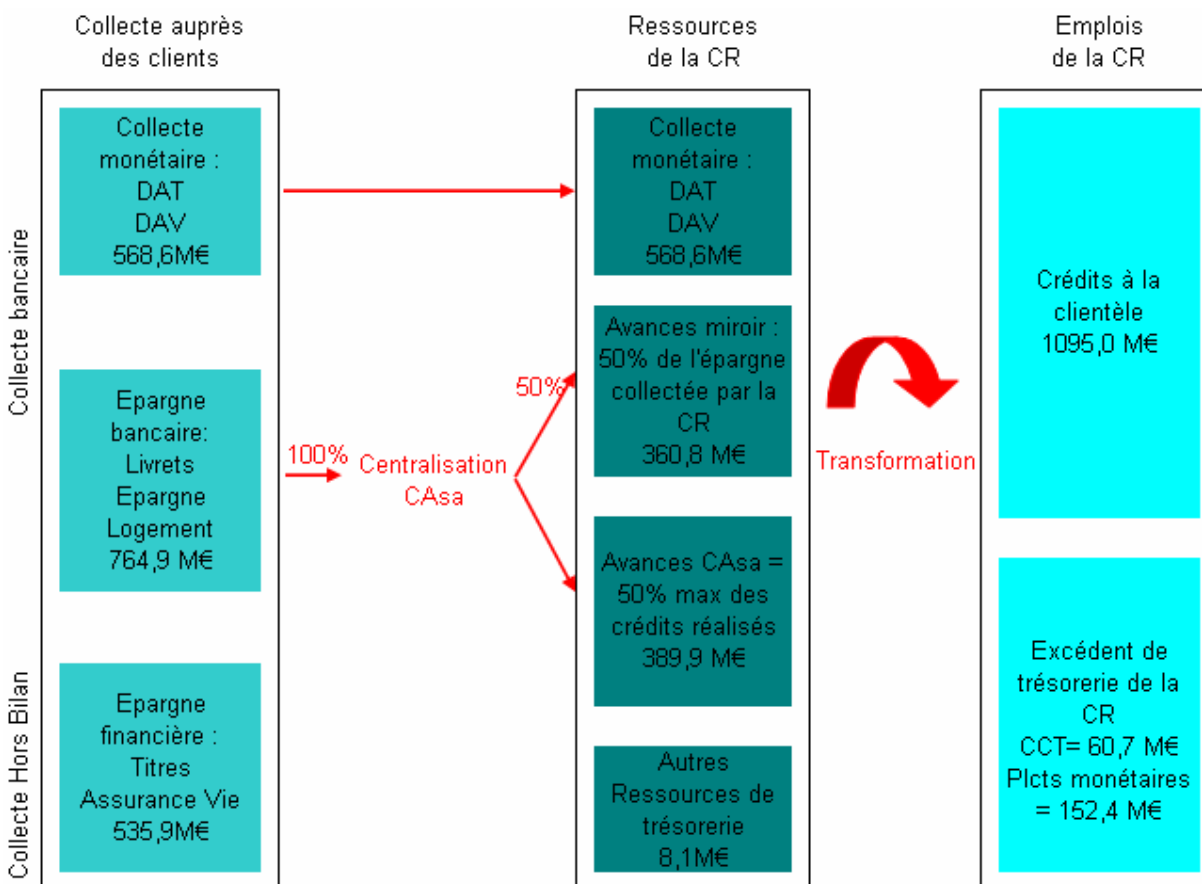 Collecte auprès
des clients
Ressources
de la CR
Emplois
de la CR
Collecte bancaire
Collecte Hors Bilan
Collecte
monétaire :
DAT
DAV
568,6M€
Epargne
bancaire:
Livrets
Epargne
Logement
764,9 M€
Epargne
financière :
Titres
Assurance Vie
535,9M€
100%
Centralisation
CAsa
50%
Collecte
monétaire :
DAT
DAV
568,6M€
Avances miroir :
50% de l'épargne
collectée par la
CR
360,8 M€
Avances CAsa =
50% max des
crédits réalisés
389,9 M€
Autres
Ressources de
trésorerie
8,1M€
Transformation
Crédits à la
clientèle
1095,0 M€
Excédent de
trésorerie de la
CR
CCT= 60,7 M€
Plcts monétaires
= 152,4 M€